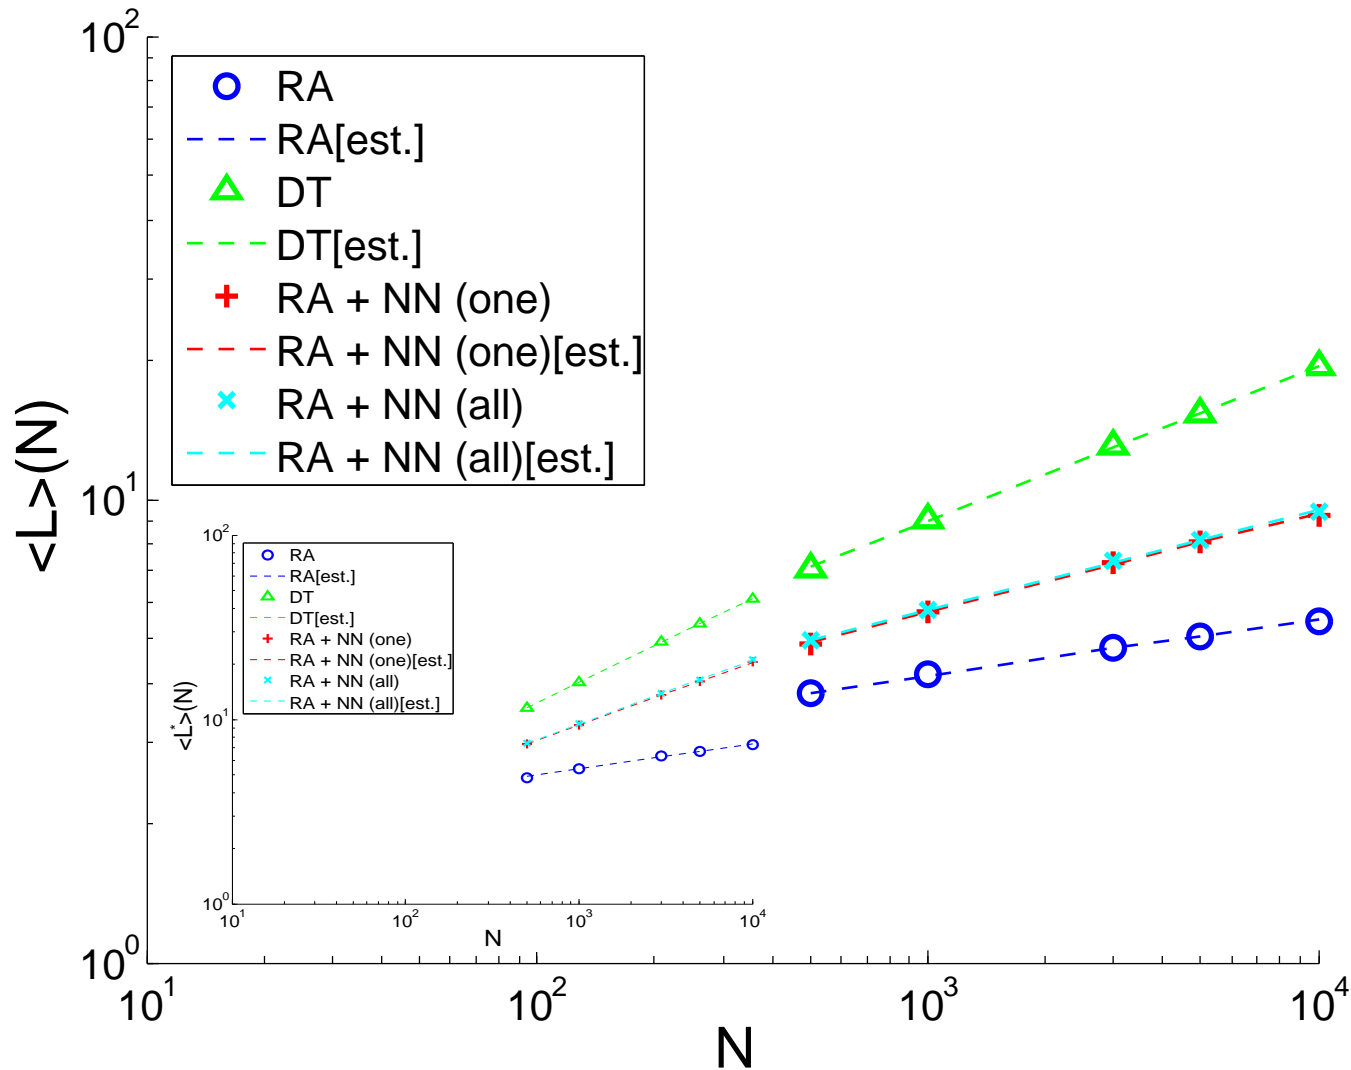 10^2
RA
RA[est.]
DT
DT[est.]
RA + NN (one)
RA + NN (one)[est.]
RA + NN (all)
RA + NN (all)[est.]
<L>(N)
10^1
10^0
10^1
10^2
10^3
10^4
N
10^2
RA
RA[est.]
DT
DT[est.]
RA + NN (one)
RA + NN (one)[est.]
RA + NN (all)
RA + NN (all)[est.]
<L*>(N)
10^1
10^0
10^1
10^2
10^3
10^4
N